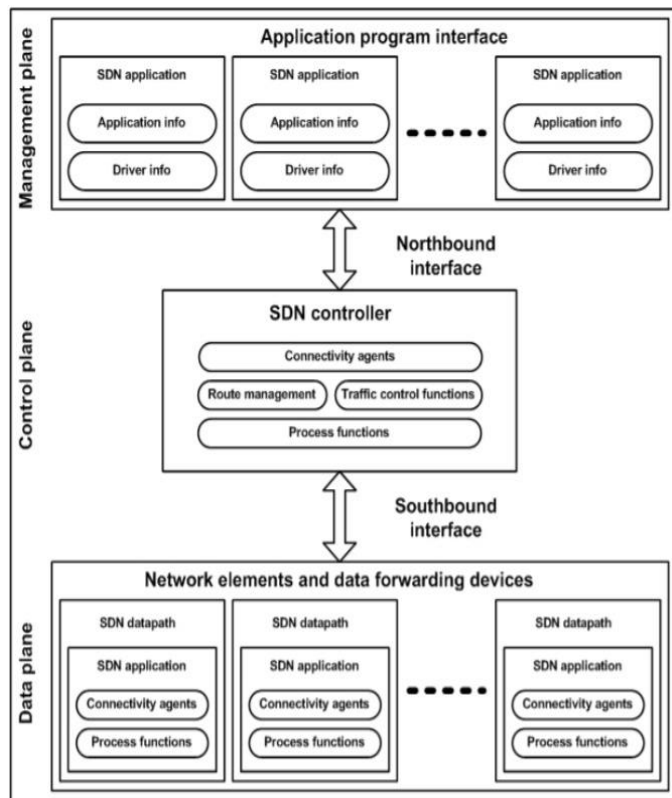 Management plane
Application program interface
SDN application
Application info
Driver info
SDN application
Application info
Driver info
SDN application
Application info
Driver info
Northbound
interface
Control plane
SDN controller
Connectivity agents
Route management
Traffic control functions
Process functions
Southbound
interface
Data plane
Network elements and data forwarding devices
SDN datapath
SDN application
Connectivity agents
Process functions
SDN datapath
SDN application
Connectivity agents
Process functions
SDN datapath
SDN application
Connectivity agents
Process functions